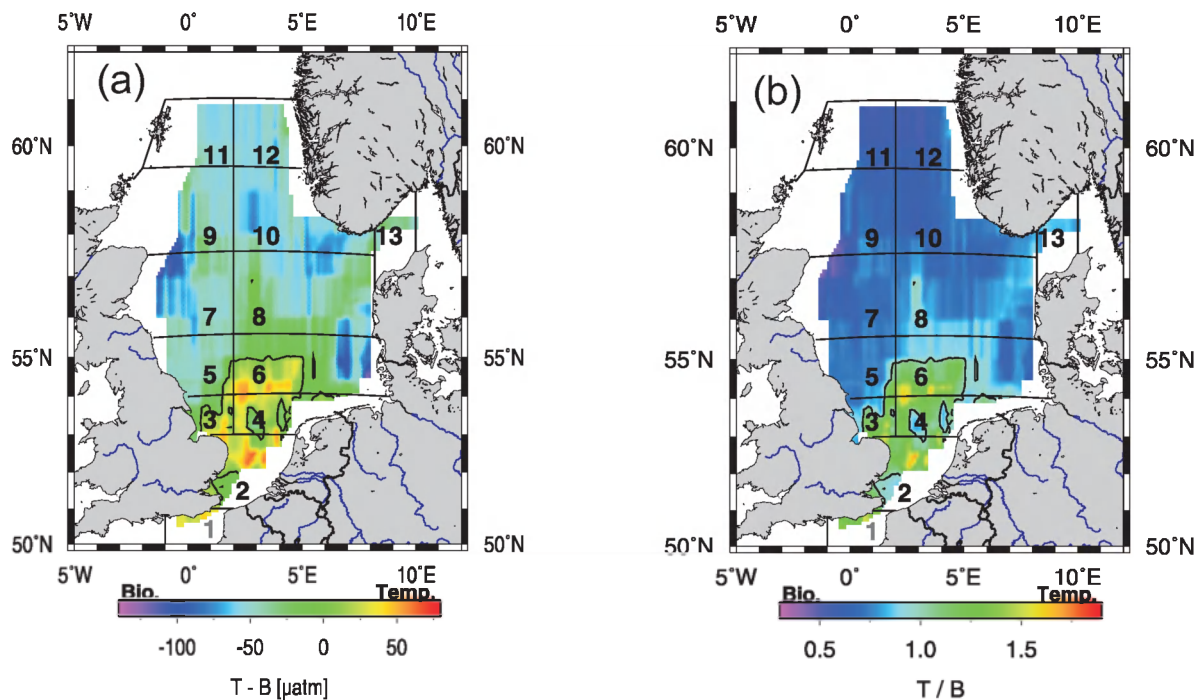 5°W 0° 5°E 10°E
(a)
60°N
11 12
9 10 13
7 8
55°N
5 6
3 4
2
1
50°N
5°W 0° 5°E 10°E
Bio. Temp.
-100 -50 0 50
T - B [µatm]
5°W 0° 5°E 10°E
(b)
60°N 60°N
11 12
9 10 13
7 8
55°N 55°N
5 6
3 4
2
1
50°N 50°N
5°W 0° 5°E 10°E
Bio. Temp.
0.5 1.0 1.5
T / B